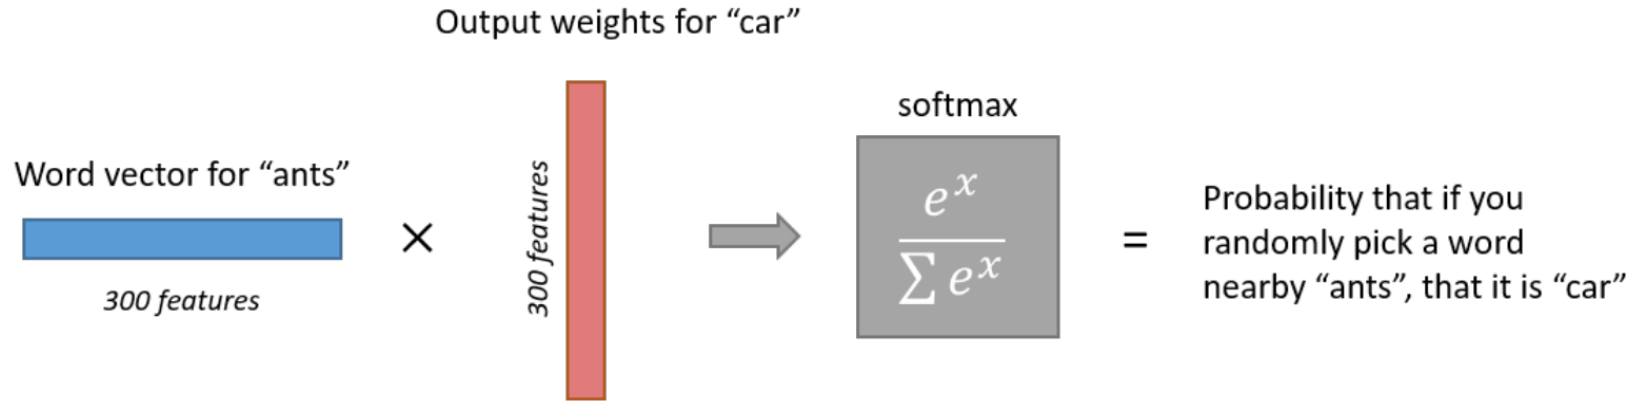 Output weights for “car”
softmax
Word vector for “ants”
300 features
×
300 features
e^x
∑ e^x
=
Probability that if you
randomly pick a word
nearby “ants”, that it is “car”